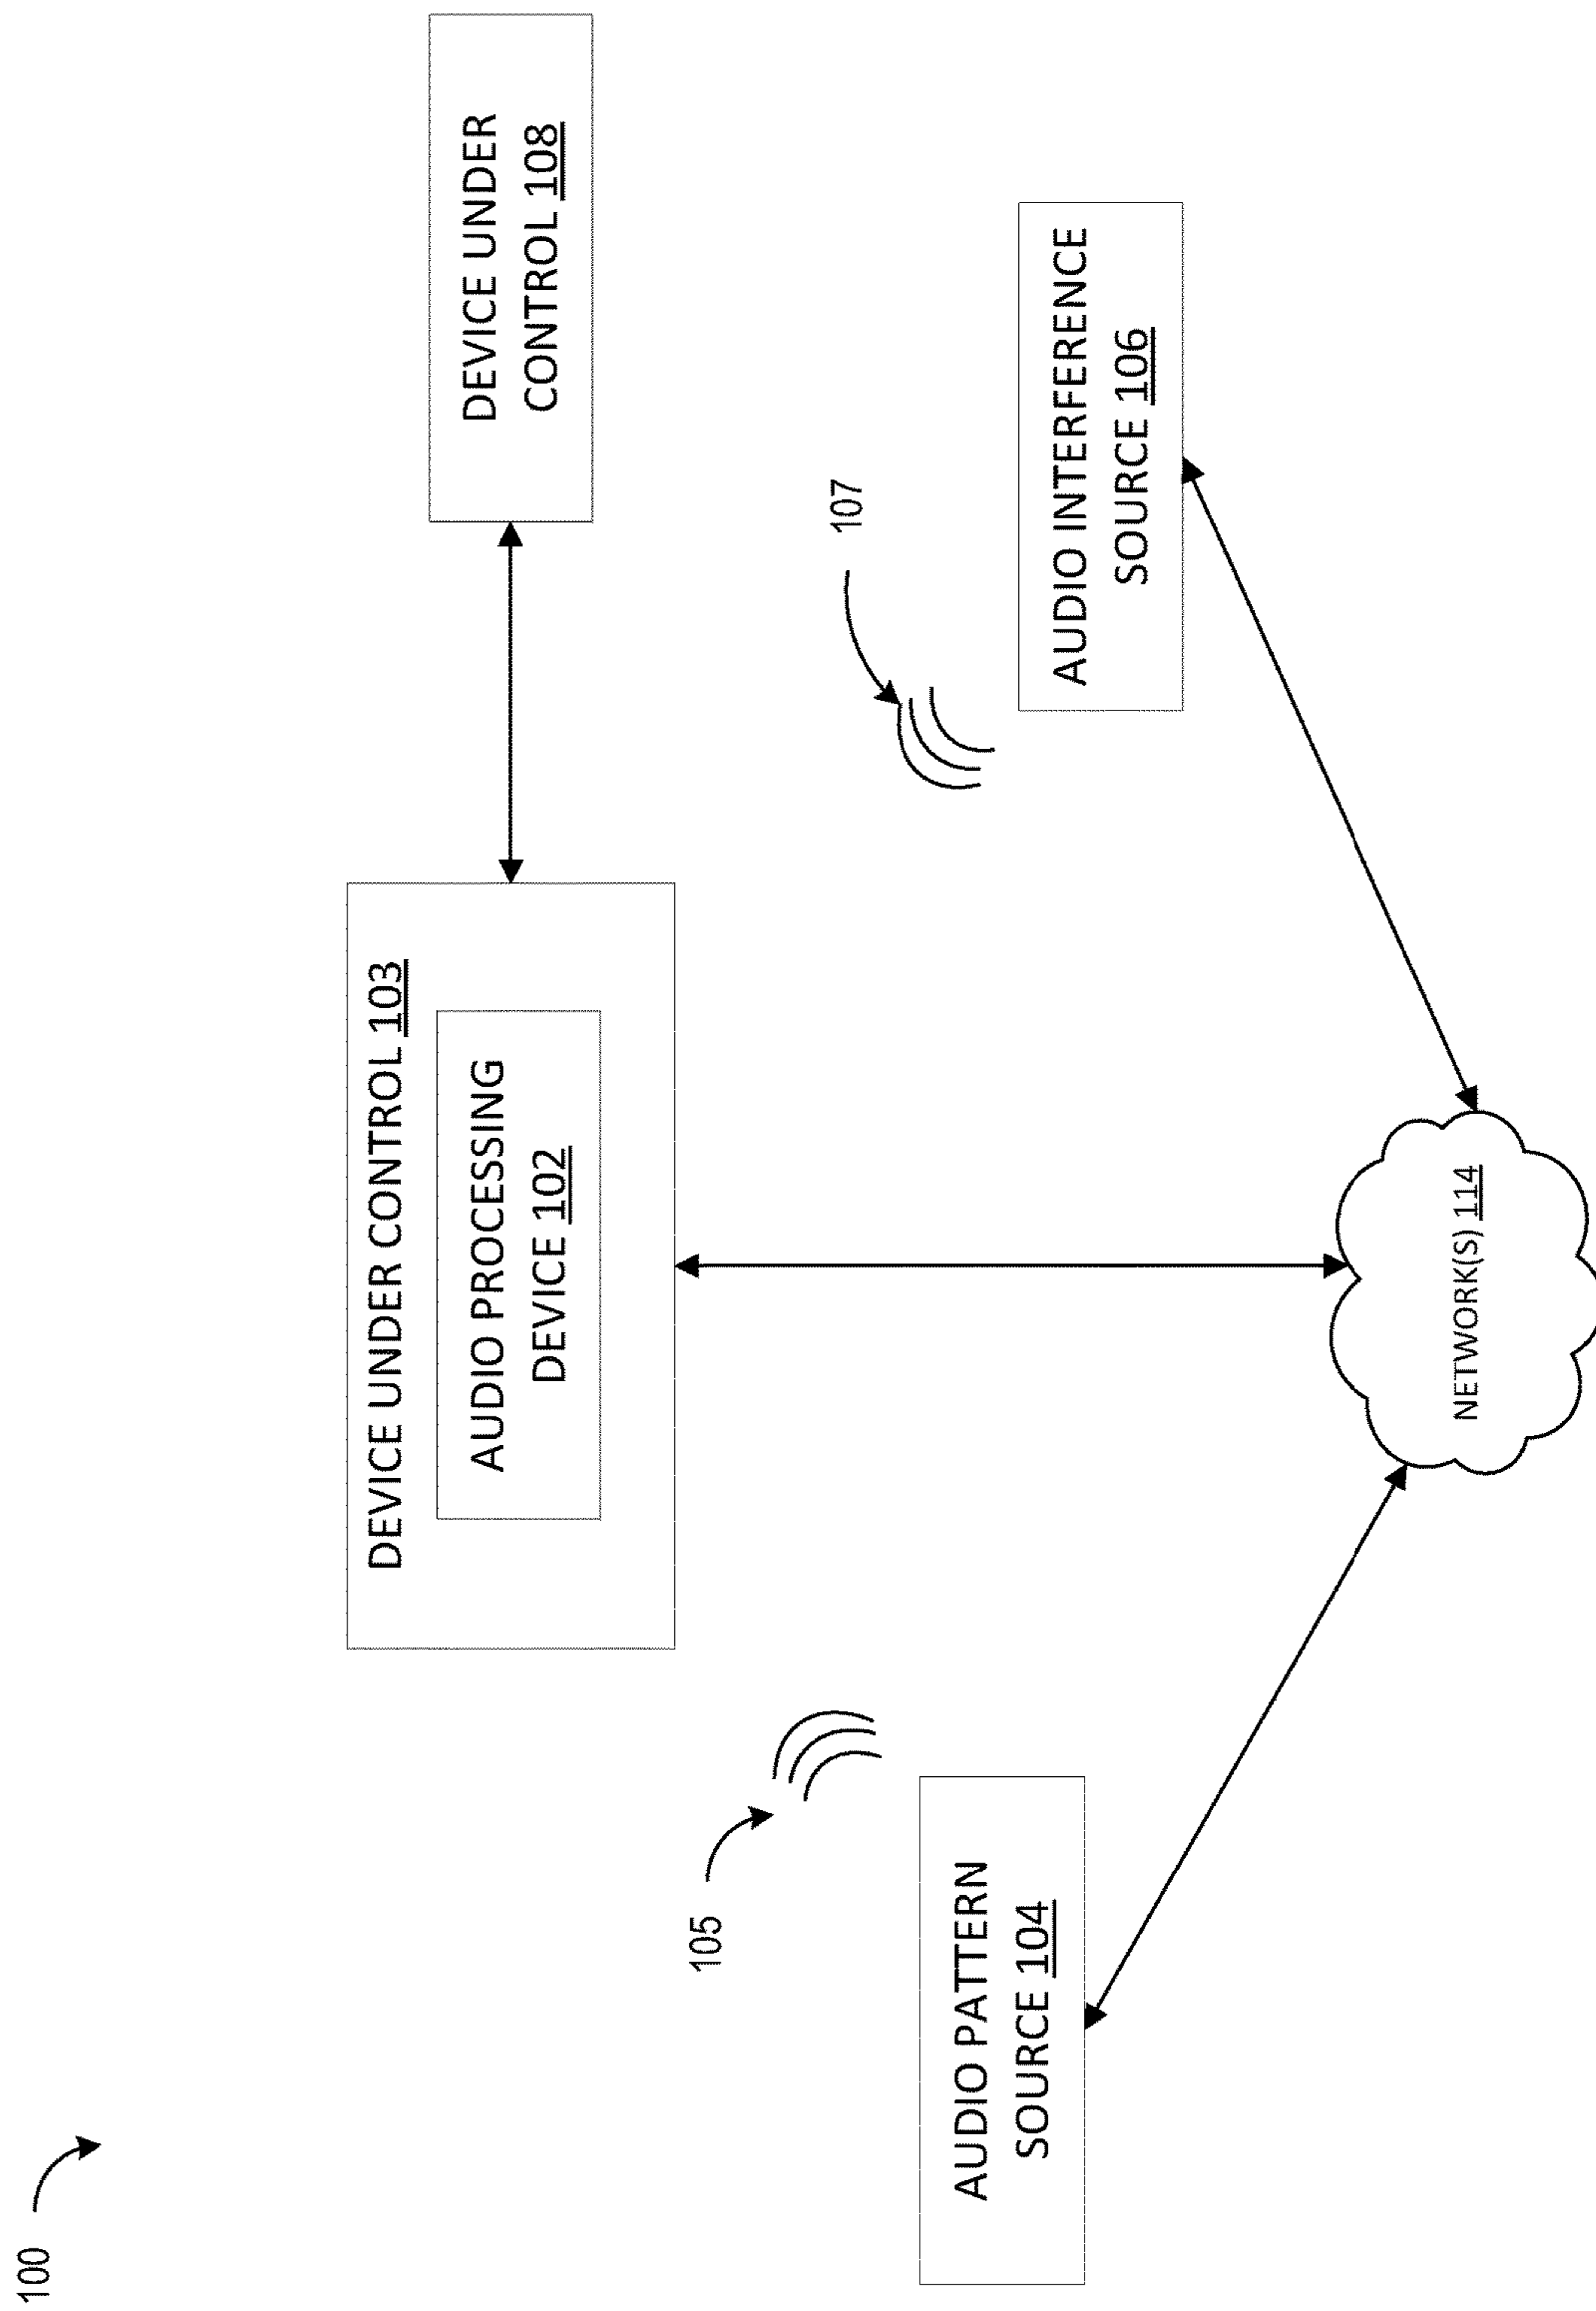 100
DEVICE UNDER CONTROL 103
AUDIO PROCESSING
DEVICE 102
DEVICE UNDER
CONTROL 108
105
107
AUDIO PATTERN
SOURCE 104
AUDIO INTERFERENCE
SOURCE 106
NETWORK(S) 114